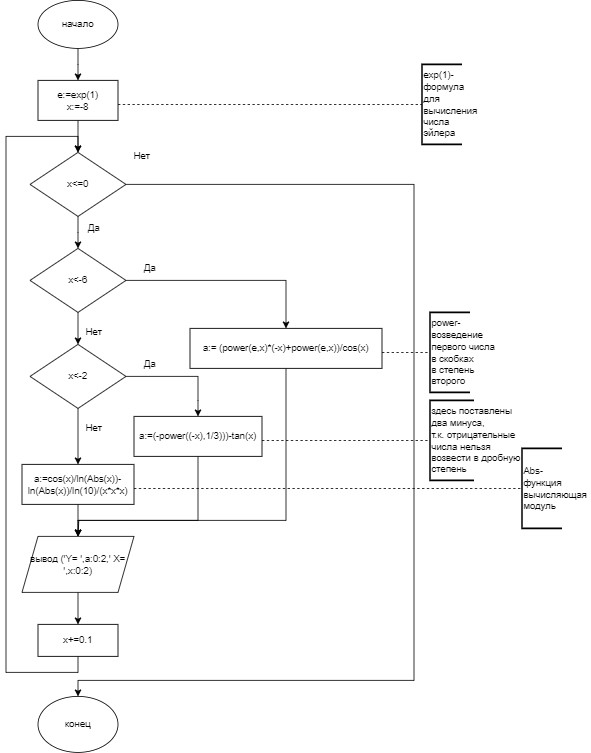 начало
e:=exp(1)
x:=-8
exp(1)-
формула
для
вычисления
числа
эйлера
Нет
x<=0
Да
x<-6
Да
Нет
a:= (power(e,x)*(-x)+power(e,x))/cos(x)
power-
возведение
первого числа
в скобках
в степень
второго
x<-2
Да
Нет
a:=(-power((-x),1/3)))-tan(x)
здесь поставлены
два минуса,
т.к. отрицательные
числа нельзя
возвести в дробную
степень
a:=cos(x)/ln(Abs(x))-
ln(Abs(x))/ln(10)/(x*x*x)
Abs-
функция
вычисляющая
модуль
вывод ('Y= ',a:0:2,' X=
',x:0:2)
x+=0.1
конец